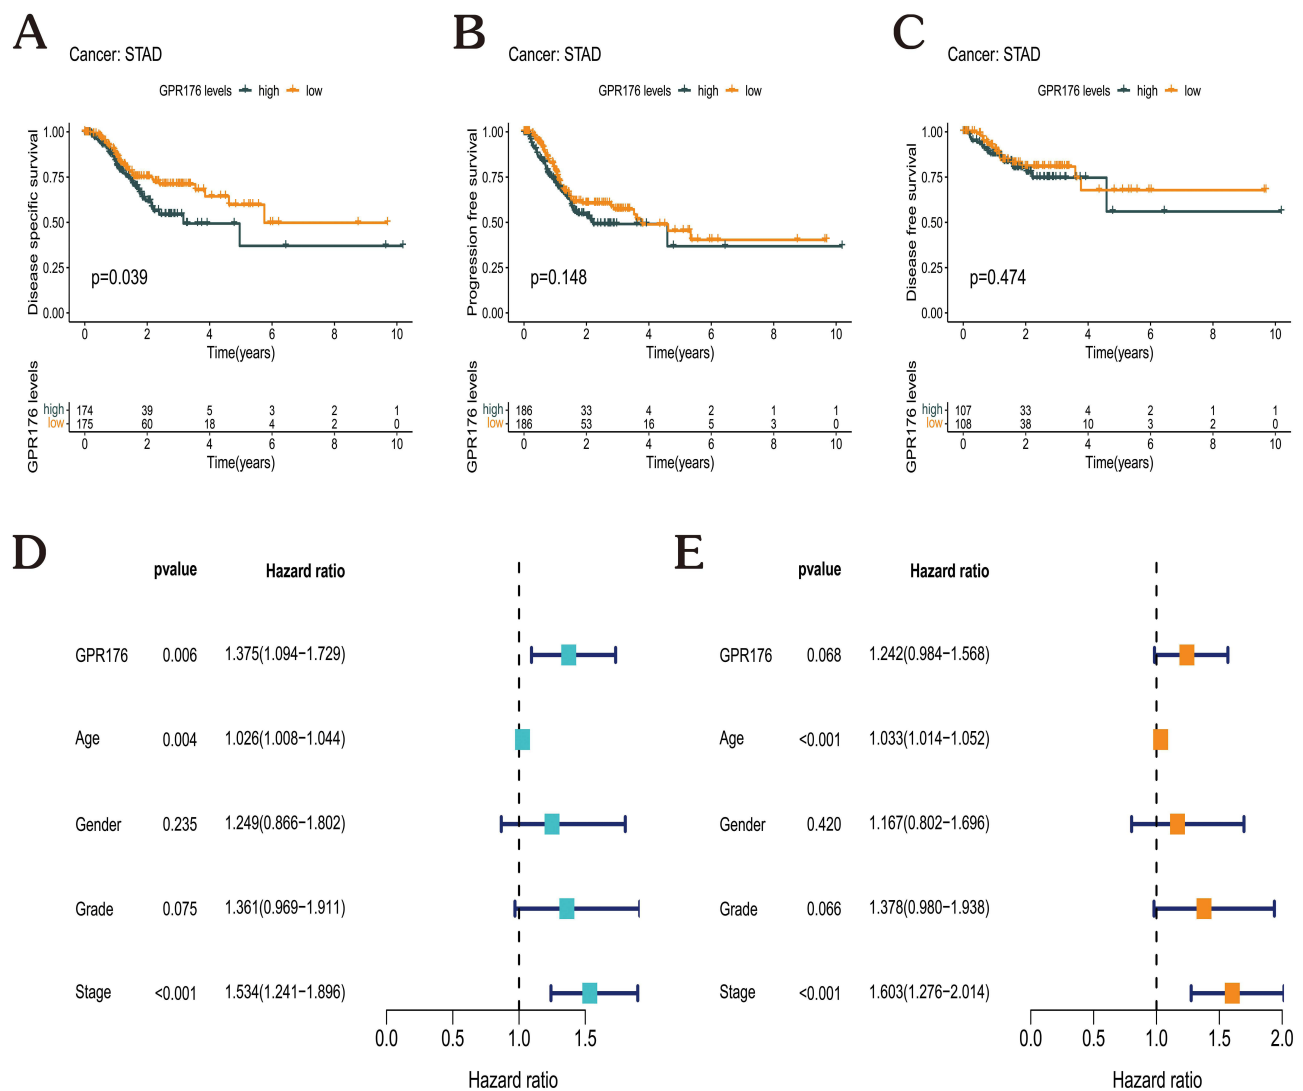 A
Cancer: STAD
GPR176 levels high low
Disease specific survival
1.00
0.75
0.50
0.25
0.00
p=0.039
0 2 4 6 8 10
Time(years)
GPR176 levels
high 174 39 5 3 2 1
low 175 60 18 4 2 0
0 2 4 6 8 10
Time(years)
B
Cancer: STAD
GPR176 levels high low
Progression free survival
1.00
0.75
0.50
0.25
0.00
p=0.148
0 2 4 6 8 10
Time(years)
GPR176 levels
high 186 33 4 2 1 1
low 186 53 16 5 3 0
0 2 4 6 8 10
Time(years)
C
Cancer: STAD
GPR176 levels high low
Disease free survival
1.00
0.75
0.50
0.25
0.00
p=0.474
0 2 4 6 8 10
Time(years)
GPR176 levels
high 107 33 4 2 1 1
low 108 38 10 3 2 0
0 2 4 6 8 10
Time(years)
D
pvalue Hazard ratio
GPR176 0.006 1.375(1.094−1.729)
Age 0.004 1.026(1.008−1.044)
Gender 0.235 1.249(0.866−1.802)
Grade 0.075 1.361(0.969−1.911)
Stage <0.001 1.534(1.241−1.896)
0.0 0.5 1.0 1.5
Hazard ratio
E
pvalue Hazard ratio
GPR176 0.068 1.242(0.984−1.568)
Age <0.001 1.033(1.014−1.052)
Gender 0.420 1.167(0.802−1.696)
Grade 0.066 1.378(0.980−1.938)
Stage <0.001 1.603(1.276−2.014)
0.0 0.5 1.0 1.5 2.0
Hazard ratio